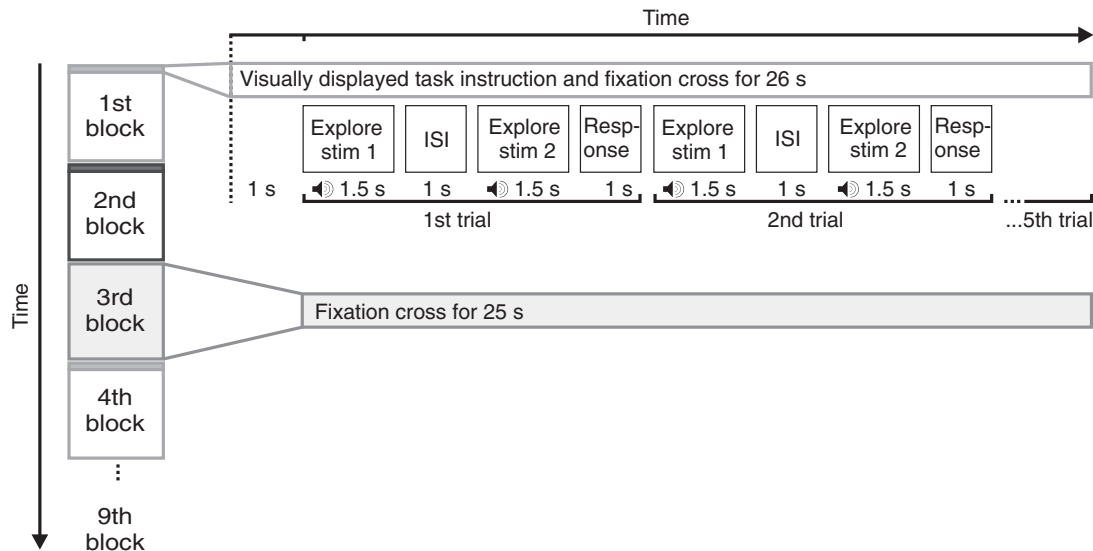 Time
Visually displayed task instruction and fixation cross for 26 s
1st
block
Explore
stim 1
ISI
Explore
stim 2
Resp-
onse
Explore
stim 1
ISI
Explore
stim 2
Resp-
onse
1 s
1.5 s
1 s
1.5 s
1 s
1.5 s
1 s
1.5 s
1 s
1st trial
2nd trial
...5th trial
2nd
block
Time
3rd
block
Fixation cross for 25 s
4th
block
9th
block